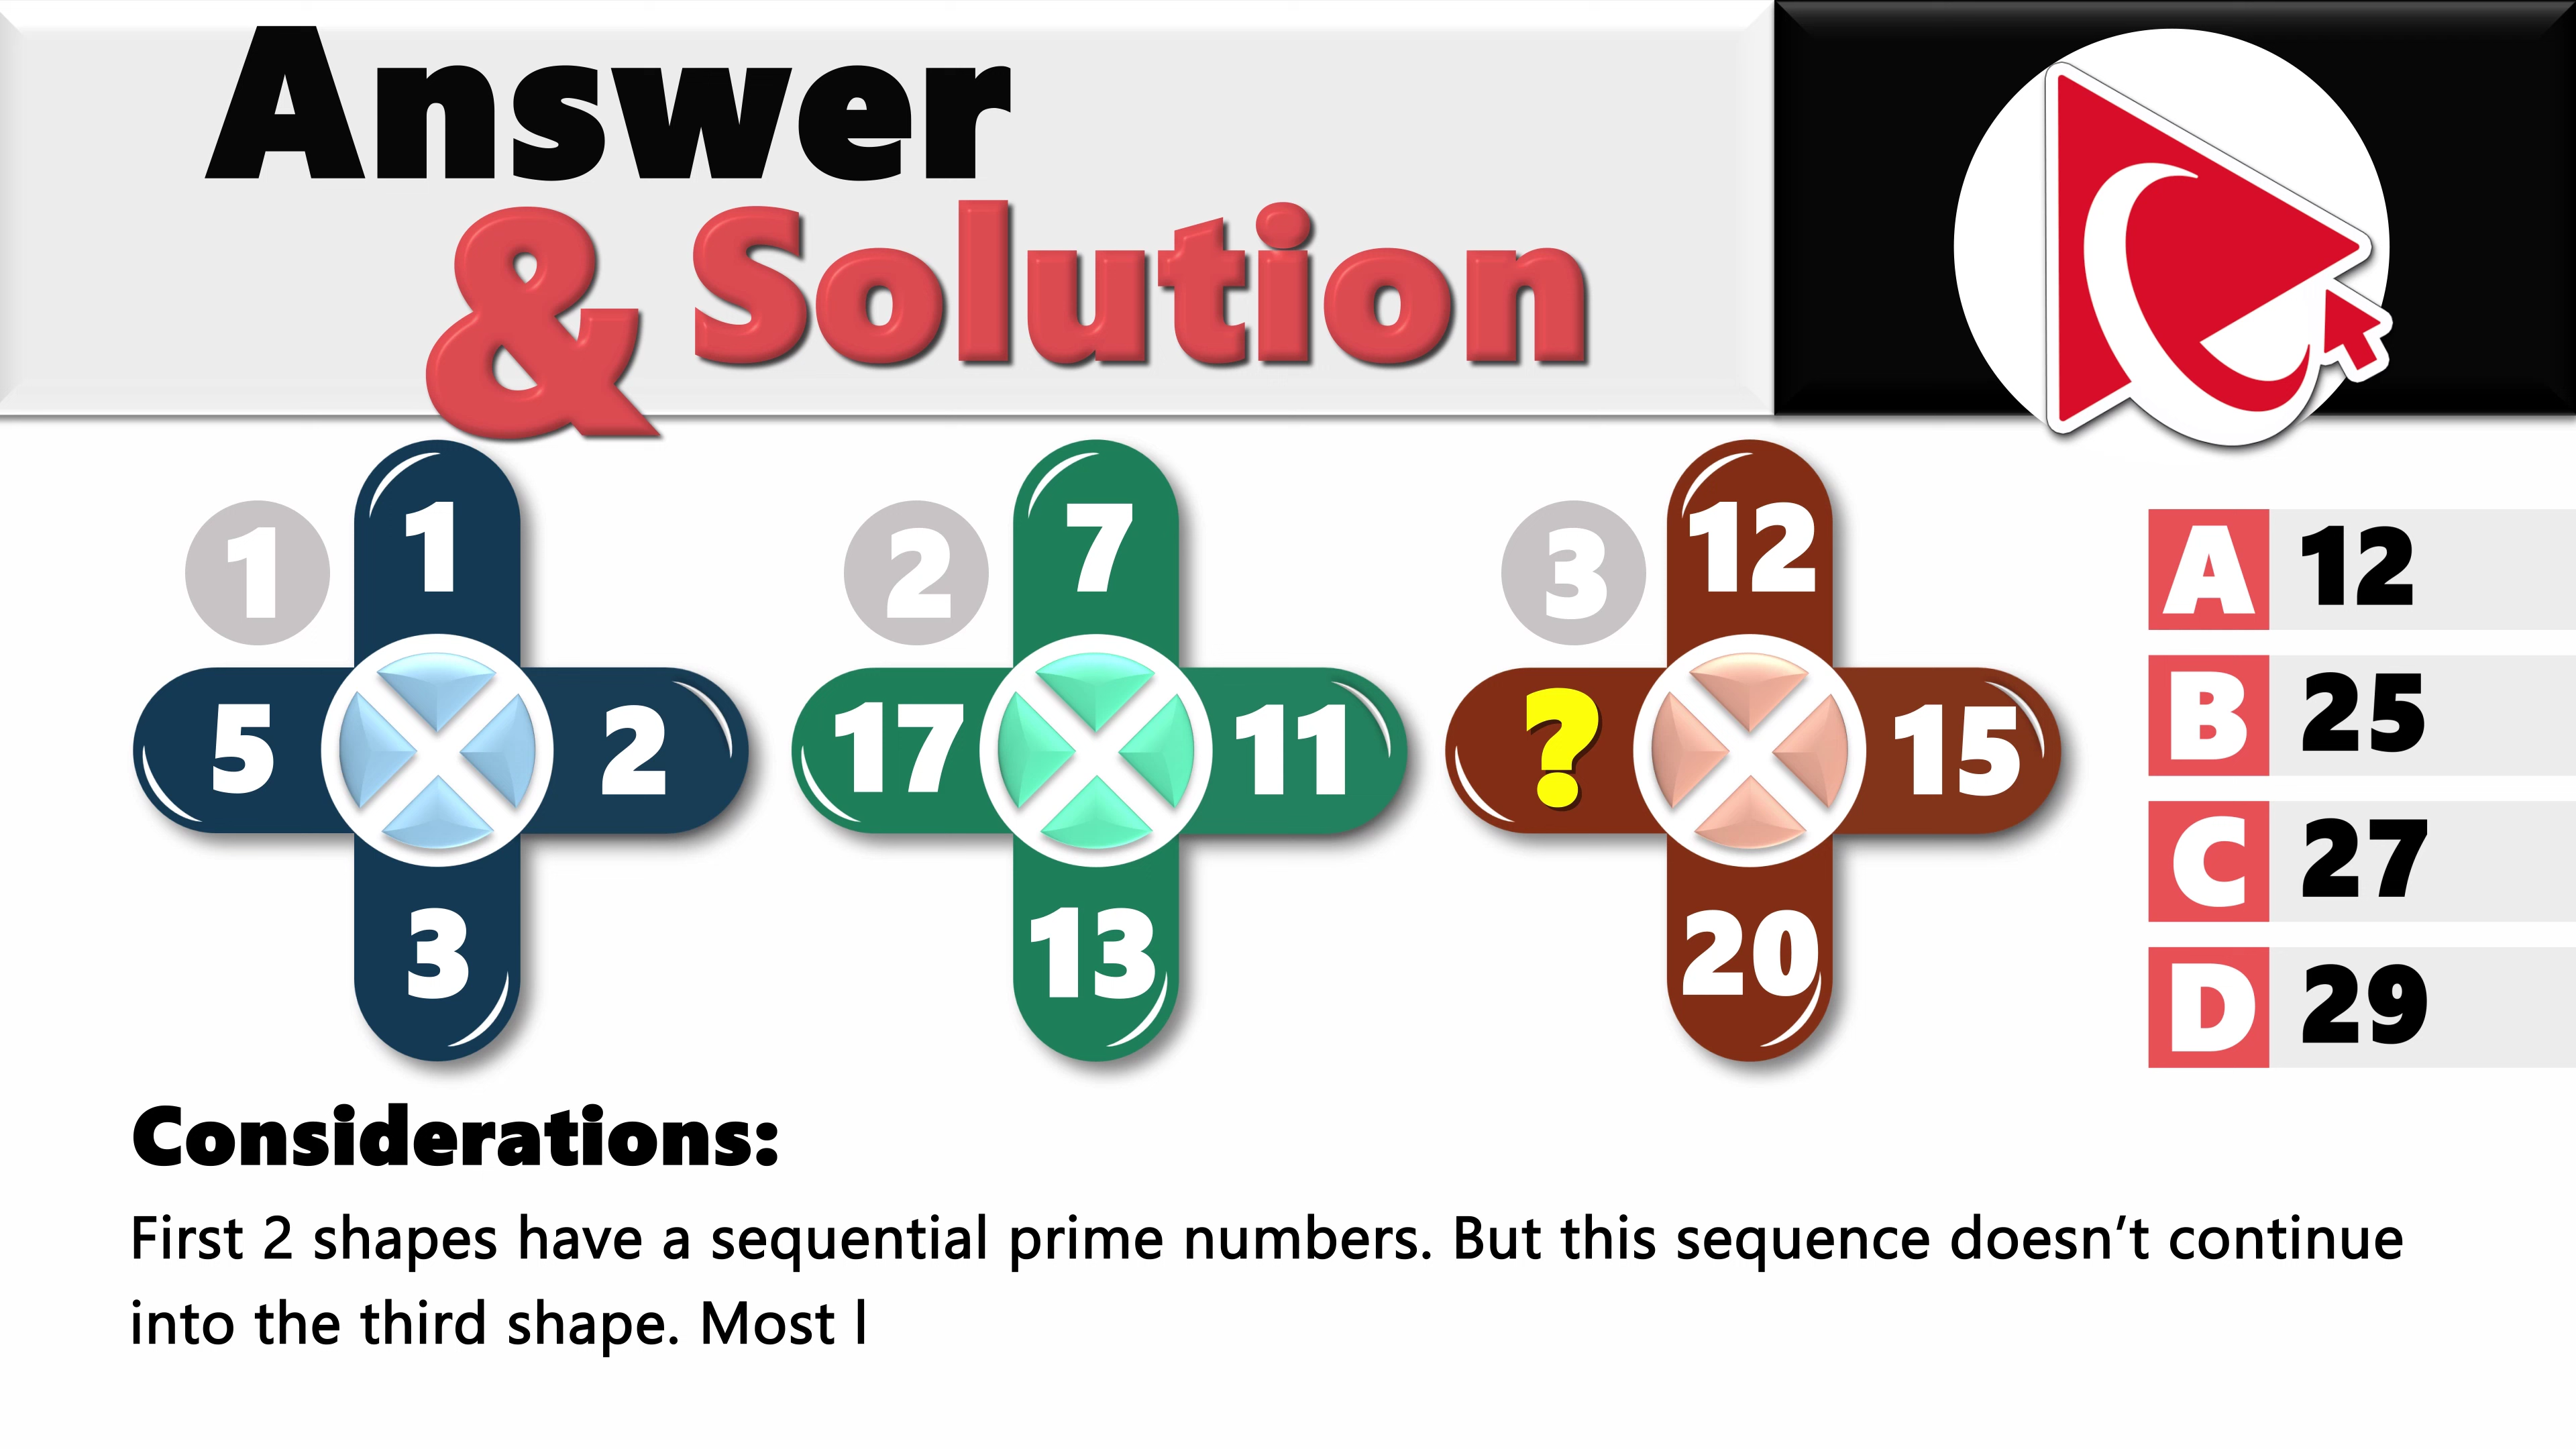 Answer
& Solution
1
1
5
2
3
2
7
17
11
13
3
12
?
15
20
A 12
B 25
C 27
D 29
Considerations:
First 2 shapes have a sequential prime numbers. But this sequence doesn’t continue
into the third shape. Most l